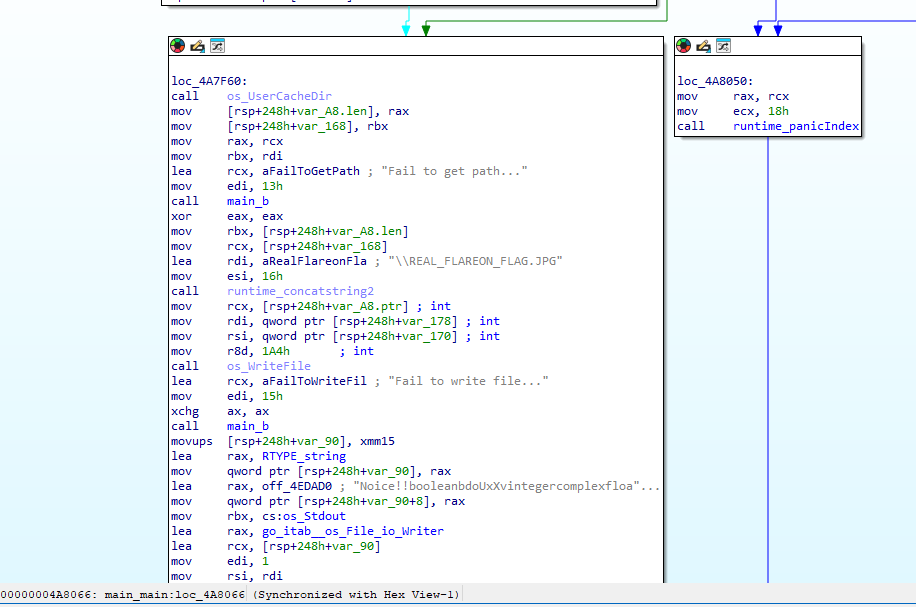 loc_4A7F60:
call os_UserCacheDir
mov [rsp+248h+var_A8.len], rax
mov [rsp+248h+var_168], rbx
mov rax, rcx
mov rbx, rdi
lea rcx, aFailToGetPath ; "Fail to get path..."
mov edi, 13h
call main_b
xor eax, eax
mov rbx, [rsp+248h+var_A8.len]
mov rcx, [rsp+248h+var_168]
lea rdi, aRealFlareonFla ; "\\REAL_FLAREON_FLAG.JPG"
mov esi, 16h
call runtime_concatstring2
mov rcx, [rsp+248h+var_A8.ptr] ; int
mov rdi, qword ptr [rsp+248h+var_178] ; int
mov rsi, qword ptr [rsp+248h+var_170] ; int
mov r8d, 1A4h ; int
call os_WriteFile
lea rcx, aFailToWriteFil ; "Fail to write file..."
mov edi, 15h
xchg ax, ax
call main_b
movups [rsp+248h+var_90], xmm15
lea rax, RTYPE_string
mov qword ptr [rsp+248h+var_90], rax
lea rax, off_4EDAD0 ; "Noice!!booleanbdoUxXvintegercomplexfloa"...
mov qword ptr [rsp+248h+var_90+8], rax
mov rbx, cs:os_Stdout
lea rax, go_itab__os_File_io_Writer
lea rcx, [rsp+248h+var_90]
mov edi, 1
mov rsi, rdi
loc_4A8050:
mov rax, rcx
mov ecx, 18h
call runtime_panicIndex
00000004A8066: main_main:loc_4A8066 (Synchronized with Hex View-1)